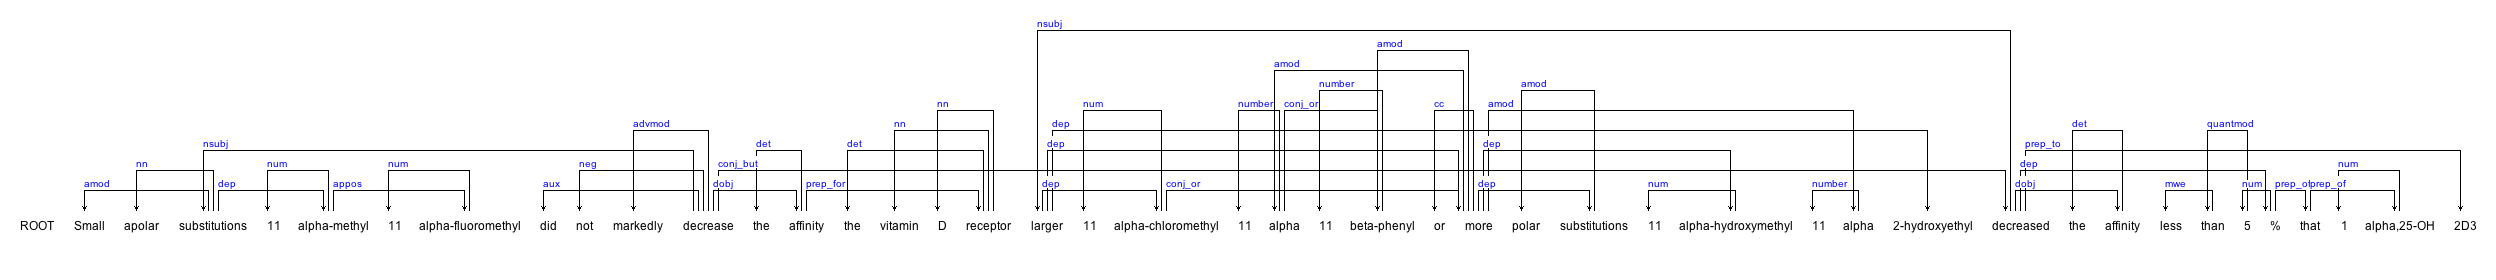 nsubj
amod
amod
number amod
nn num number conj_or cc amod
advmod nn dep det quantmod
nsubj det det dep dep prep_to
nn num num neg conj_but dep num
amod dep appos aux dobj prep_for dep conj_or dep num number dobj mwe num prep_of prep_of
ROOT Small apolar substitutions 11 alpha-methyl 11 alpha-fluoromethyl did not markedly decrease the affinity the vitamin D receptor larger 11 alpha-chloromethyl 11 alpha 11 beta-phenyl or more polar substitutions 11 alpha-hydroxymethyl 11 alpha 2-hydroxyethyl decreased the affinity less than 5 % that 1 alpha,25-OH 2D3